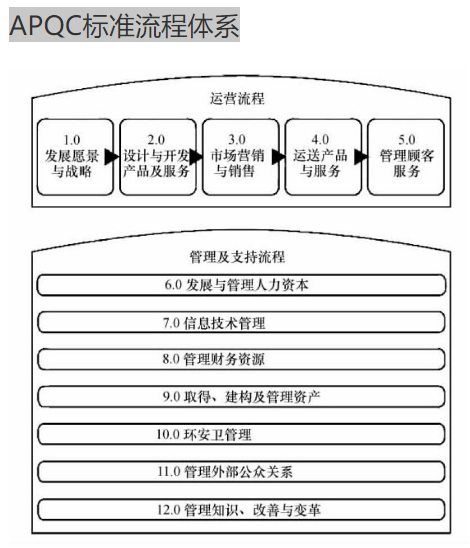 APQC标准流程体系
运营流程
1.0
发展愿景
与战略
2.0
设计与开发
产品及服务
3.0
市场营销
与销售
4.0
运送产品
与服务
5.0
管理顾客
服务
管理及支持流程
6.0 发展与管理人力资本
7.0 信息技术管理
8.0 管理财务资源
9.0 取得、建构及管理资产
10.0 环安卫管理
11.0 管理外部公众关系
12.0 管理知识、改善与变革